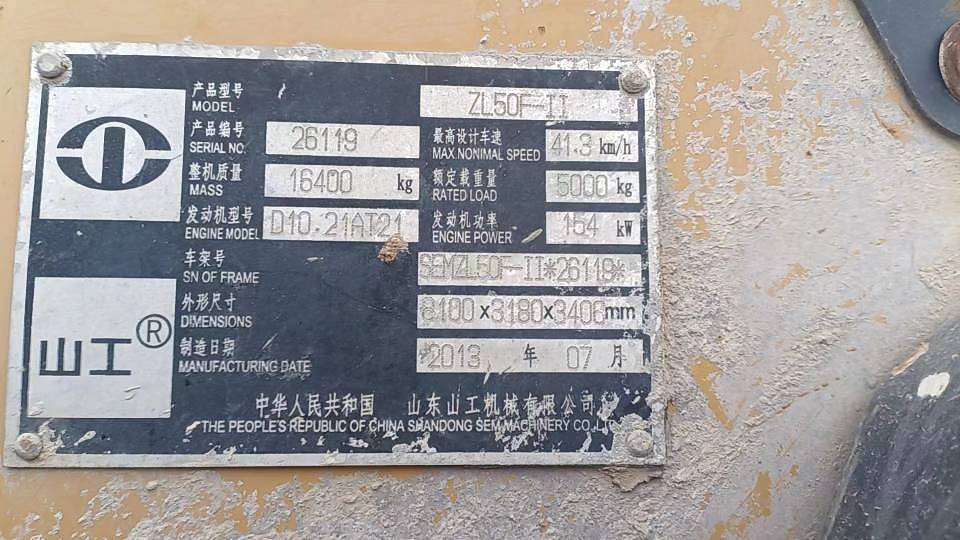 产品型号
MODEL
ZL50F-II
产品编号
SERIAL NO.
26119
最高设计车速
MAX.NONIMAL SPEED
41.3 km/h
整机质量
MASS
16400 kg
额定载重量
RATED LOAD
5000 kg
发动机型号
ENGINE MODEL
D10.21AT21
发动机功率
ENGINE POWER
154 kW
车架号
SN OF FRAME
SEMZL50F-II*26119*
外形尺寸
DIMENSIONS
8100 x3180x3400mm
制造日期
MANUFACTURING DATE
2013 年 07 月
山工®
中华人民共和国 山东山工机械有限公司
THE PEOPLE'S REPUBLIC OF CHINA SHANDONG SEM MACHINERY CO.,LTD